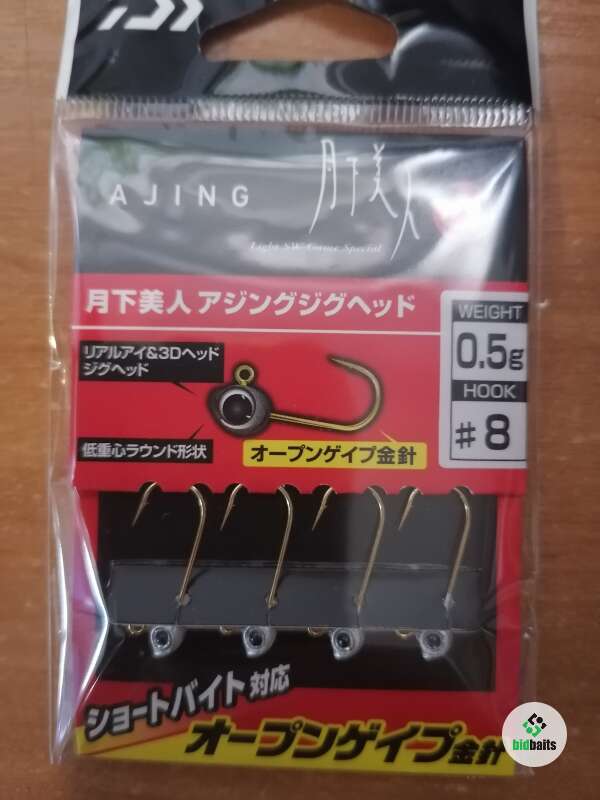 AJING 月下美人
Light SW Game Special
月下美人 アジングジグヘッド
WEIGHT
0.5g
HOOK
#8
リアルアイ&3Dヘッド
ジグヘッド
低重心ラウンド形状
オープンゲイプ金針
ショートバイト対応
オープンゲイプ金針
bidbaits